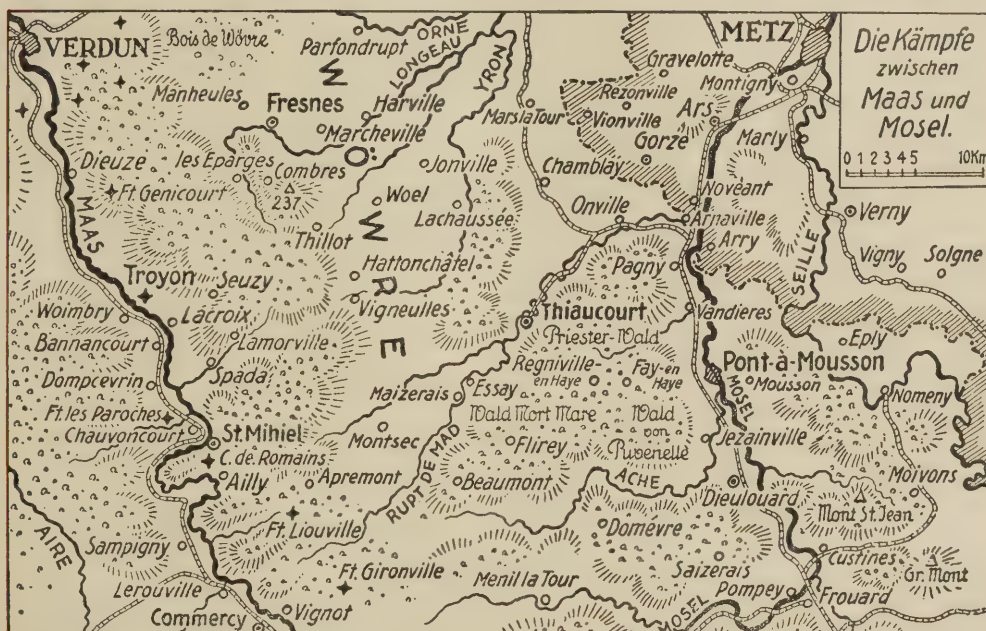 Die Kämpfe
zwischen
Maas und
Mosel.
0 1 2 3 4 5 10Km
VERDUN
Bois de Wövre
Parfondrupt
ORNE
LONGEAU
YRON
METZ
Gravelotte
Montigny
Manheules
Fresnes
Harville
Marcheville
Mars la Tour
Rezonville
Vionville
Ars
Gorze
Marly
Dieuze
les Eparges
Combres
237
Ft. Genicourt
Jonville
Chamblay
Novéant
MAAS
Thillot
Woel
Lachaussée
Onville
Arnaville
Arry
Verny
Vigny
Solgne
SEILLE
WWRE
Troyon
Seuzy
Hattonchâtel
Pagny
Woimbry
Lacroix
Vigneulles
Thiaucourt
Vandieres
Bannancourt
Lamorville
Priester-Wald
Eply
Dompcevrin
Spada
Maizerais
Essay
Regniville-
en Haye
Fay-en
Haye
Pont-à-Mousson
Mousson
MOSEL
Nomeny
Ft. les Paroches
Chauvoncourt
St. Mihiel
Montsec
Wald Mort Mare
Flirey
Wald
von
Jezainville
C. de Romains
Ailly
Apremont
RUPT DE MAD
Beaumont
ACHE
Dieulouard
Moivons
Mont St. Jean
AIRE
Sampigny
Ft. Liouville
Domèvre
Custines
Lerouville
Ft. Gironville
Menil la Tour
Saizerais
Gr. Mont
Commercy
Vignot
MOSEL
Pompey
Frouard